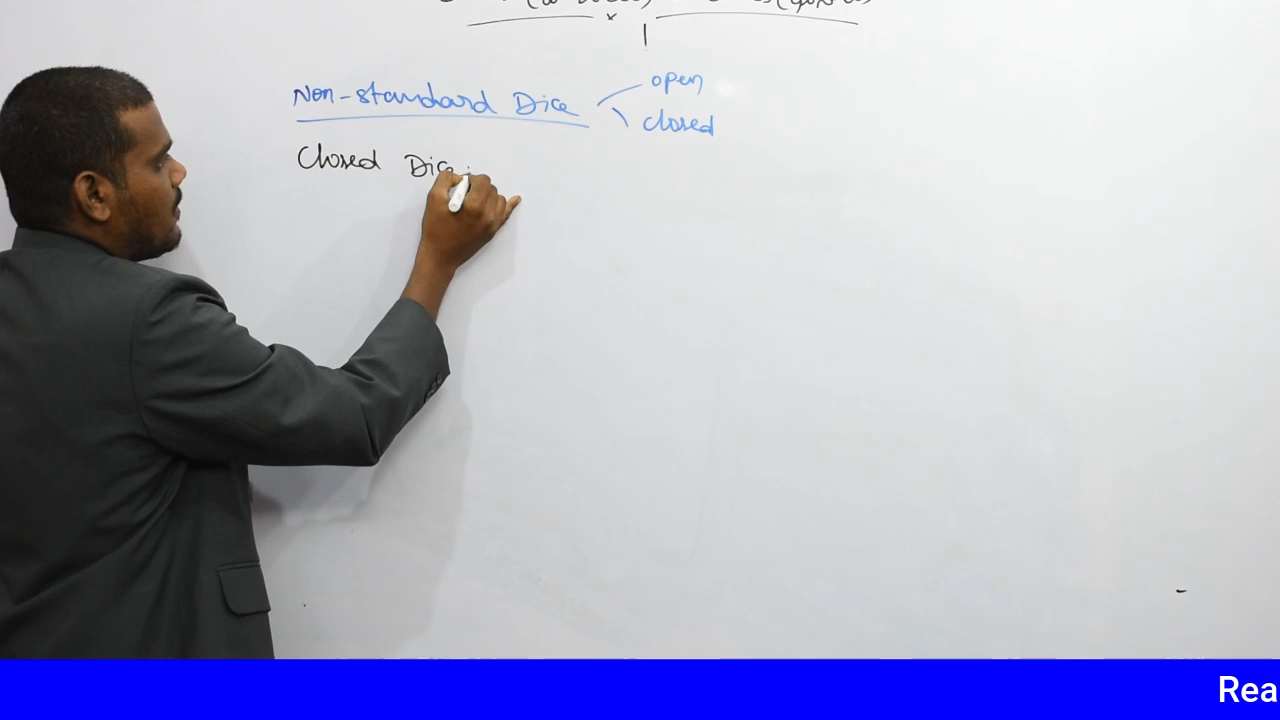 Non-standard Dice
open
closed
Closed Dice:
Rea